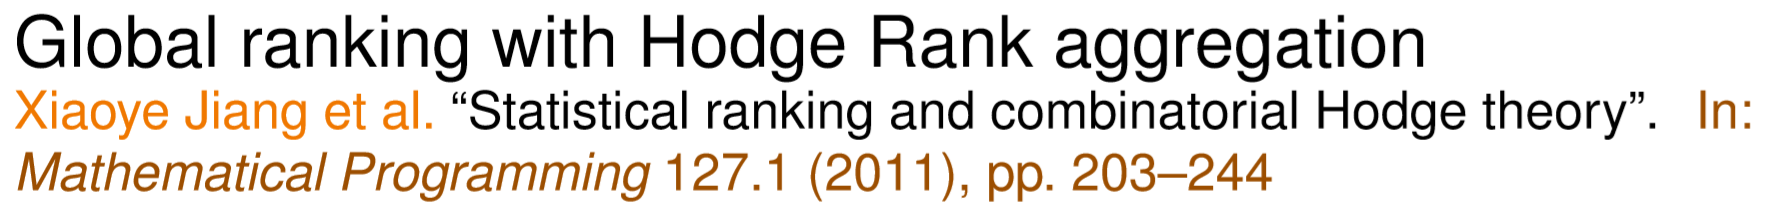 Global ranking with Hodge Rank aggregation
Xiaoye Jiang et al. “Statistical ranking and combinatorial Hodge theory”. In:
Mathematical Programming 127.1 (2011), pp. 203–244